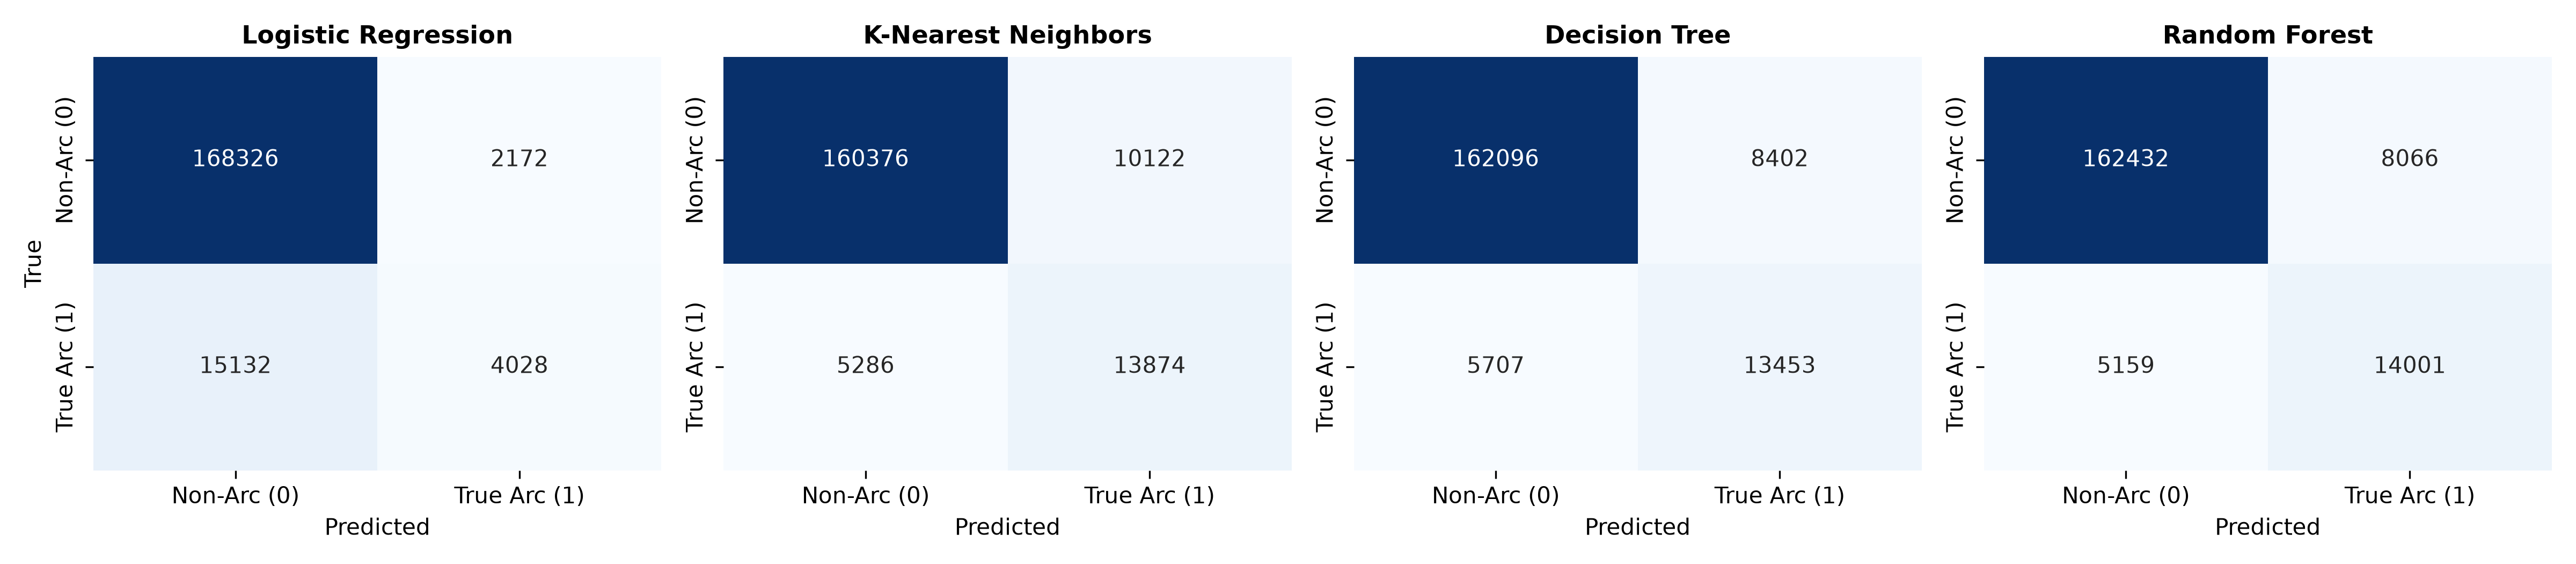 Logistic Regression
True
Non-Arc (0)
168326 2172
True Arc (1)
15132 4028
Non-Arc (0) True Arc (1)
Predicted
K-Nearest Neighbors
Non-Arc (0)
160376 10122
True Arc (1)
5286 13874
Non-Arc (0) True Arc (1)
Predicted
Decision Tree
Non-Arc (0)
162096 8402
True Arc (1)
5707 13453
Non-Arc (0) True Arc (1)
Predicted
Random Forest
Non-Arc (0)
162432 8066
True Arc (1)
5159 14001
Non-Arc (0) True Arc (1)
Predicted